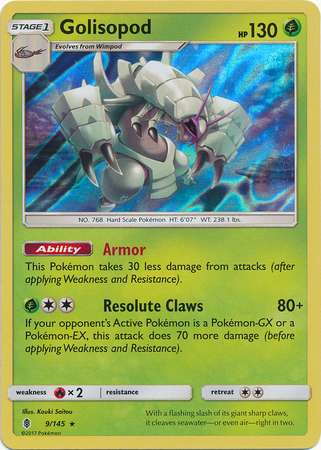 STAGE 1 Golisopod HP 130
Evolves from Wimpod
NO. 768 Hard Scale Pokémon HT: 6'07" WT: 238.1 lbs.
Ability Armor
This Pokémon takes 30 less damage from attacks (after
applying Weakness and Resistance).
Resolute Claws 80+
If your opponent's Active Pokémon is a Pokémon-GX or a
Pokémon-EX, this attack does 70 more damage (before
applying Weakness and Resistance).
weakness × 2 resistance retreat
Illus. Kouki Saitou
9/145 ★
©2017 Pokémon
With a flashing slash of its giant sharp claws, it
cleaves seawater—or even air—right in two.